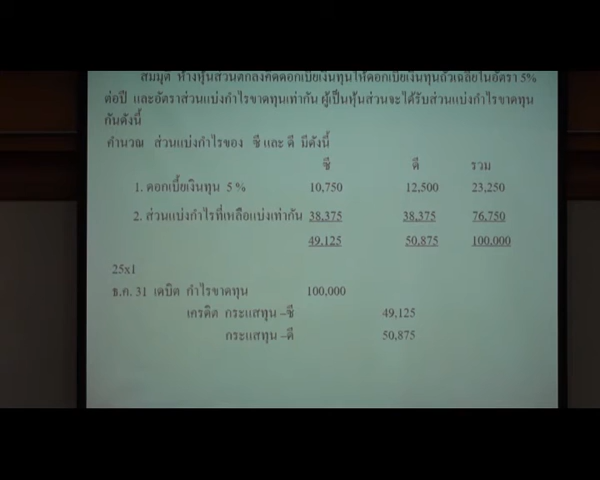 สมมุติ ห้างหุ้นส่วนตกลงคิดดอกเบี้ยเงินทุนให้ดอกเบี้ยเงินทุนถัวเฉลี่ยในอัตรา 5%
ต่อปี และอัตราส่วนแบ่งกำไรขาดทุนเท่ากัน ผู้เป็นหุ้นส่วนจะได้รับส่วนแบ่งกำไรขาดทุน
กันดังนี้
คำนวณ ส่วนแบ่งกำไรของ ซี และ ดี มีดังนี้
ซี ดี รวม
1. ดอกเบี้ยเงินทุน 5 % 10,750 12,500 23,250
2. ส่วนแบ่งกำไรที่เหลือแบ่งเท่ากัน 38,375 38,375 76,750
49,125 50,875 100,000
25x1
ธ.ค. 31 เดบิต กำไรขาดทุน 100,000
เครดิต กระแสทุน –ซี 49,125
กระแสทุน –ดี 50,875